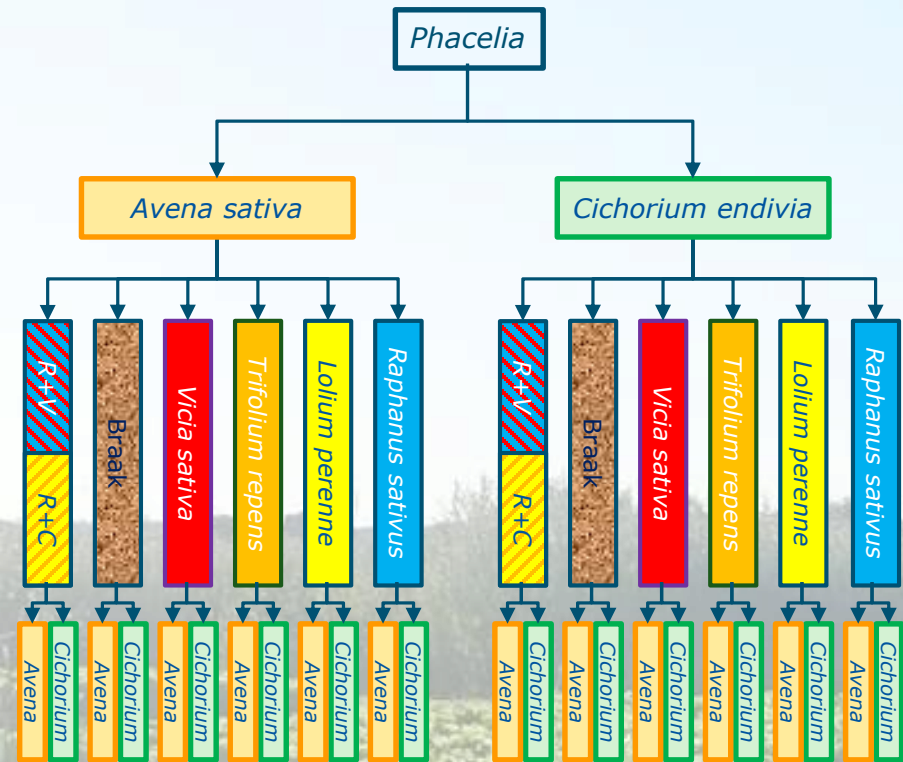 Phacelia
Avena sativa
Cichorium endivia
R+V
R+C
Braak
Vicia sativa
Trifolium repens
Lolium perenne
Raphanus sativus
R+V
R+C
Braak
Vicia sativa
Trifolium repens
Lolium perenne
Raphanus sativus
Avena
Cichorium
Avena
Cichorium
Avena
Cichorium
Avena
Cichorium
Avena
Cichorium
Avena
Cichorium
Avena
Cichorium
Avena
Cichorium
Avena
Cichorium
Avena
Cichorium
Avena
Cichorium
Avena
Cichorium